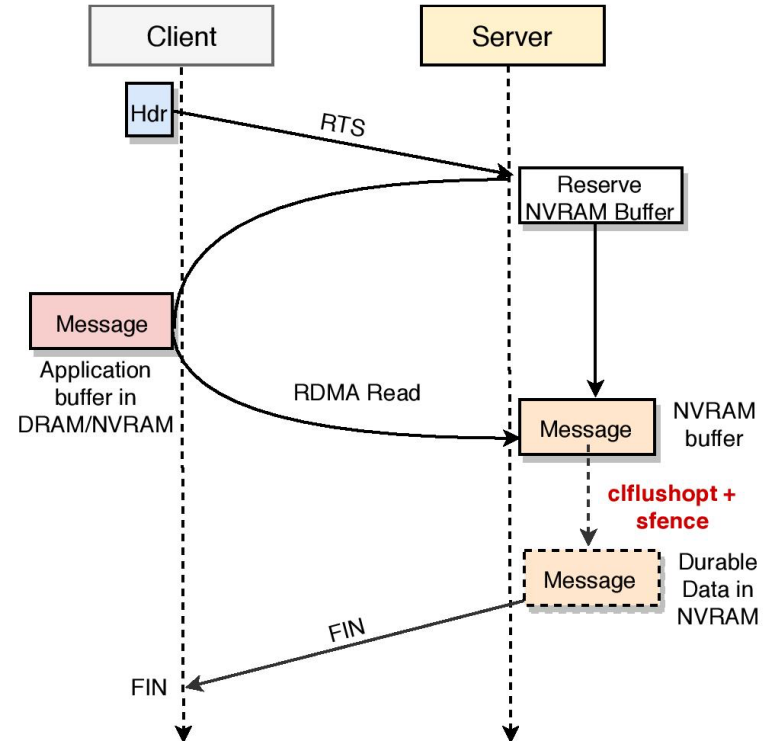 Client
Server
Hdr
RTS
Reserve
NVRAM Buffer
Message
Application
buffer in
DRAM/NVRAM
RDMA Read
Message
NVRAM
buffer
clflushopt +
sfence
Message
Durable
Data in
NVRAM
FIN
FIN